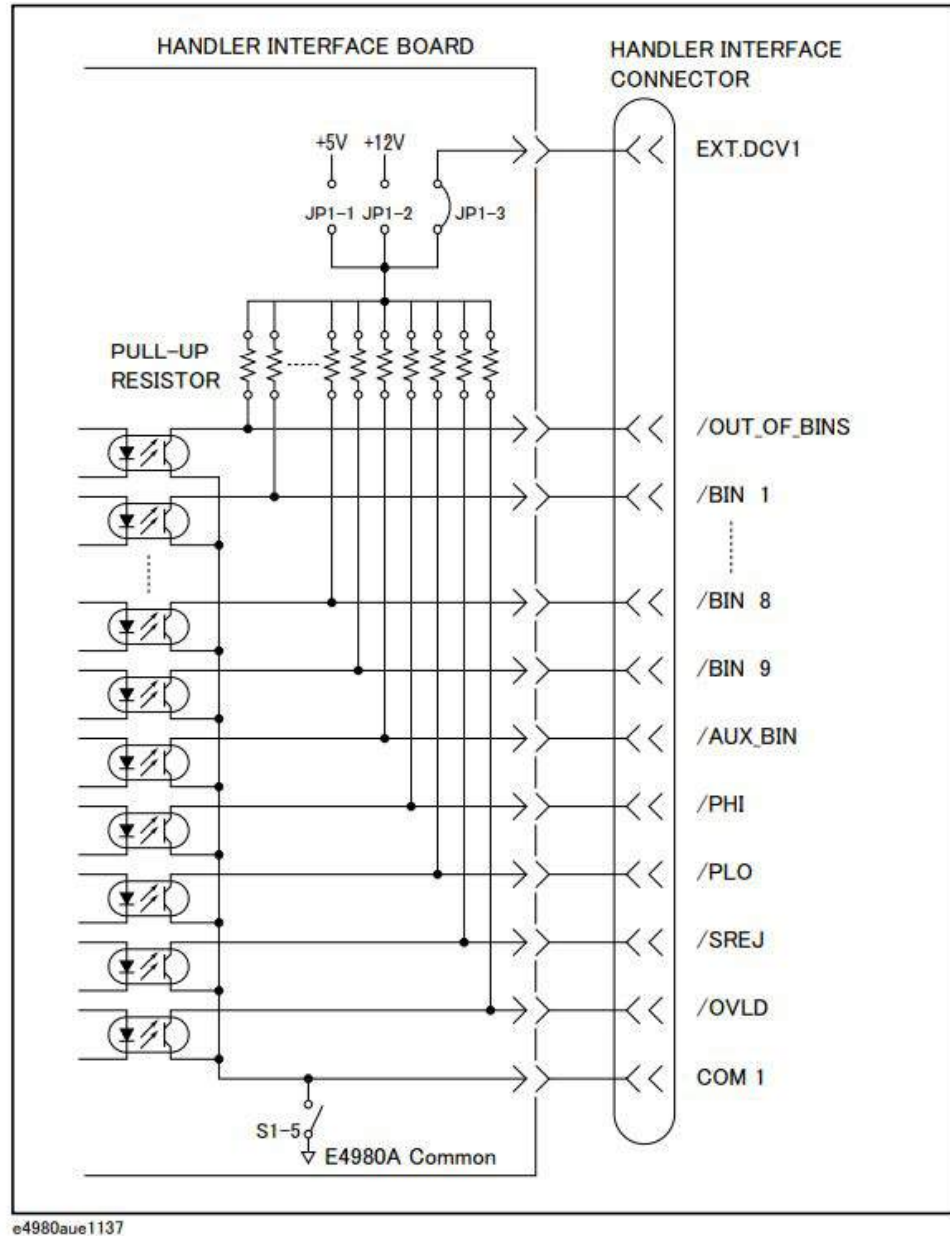 HANDLER INTERFACE BOARD
HANDLER INTERFACE
CONNECTOR
+5V +12V
EXT.DCV1
JP1-1 JP1-2 JP1-3
PULL-UP
RESISTOR
/OUT_OF_BINS
/BIN 1
/BIN 8
/BIN 9
/AUX_BIN
/PHI
/PLO
/SREJ
/OVLD
COM 1
S1-5
E4980A Common
e4980aue1137